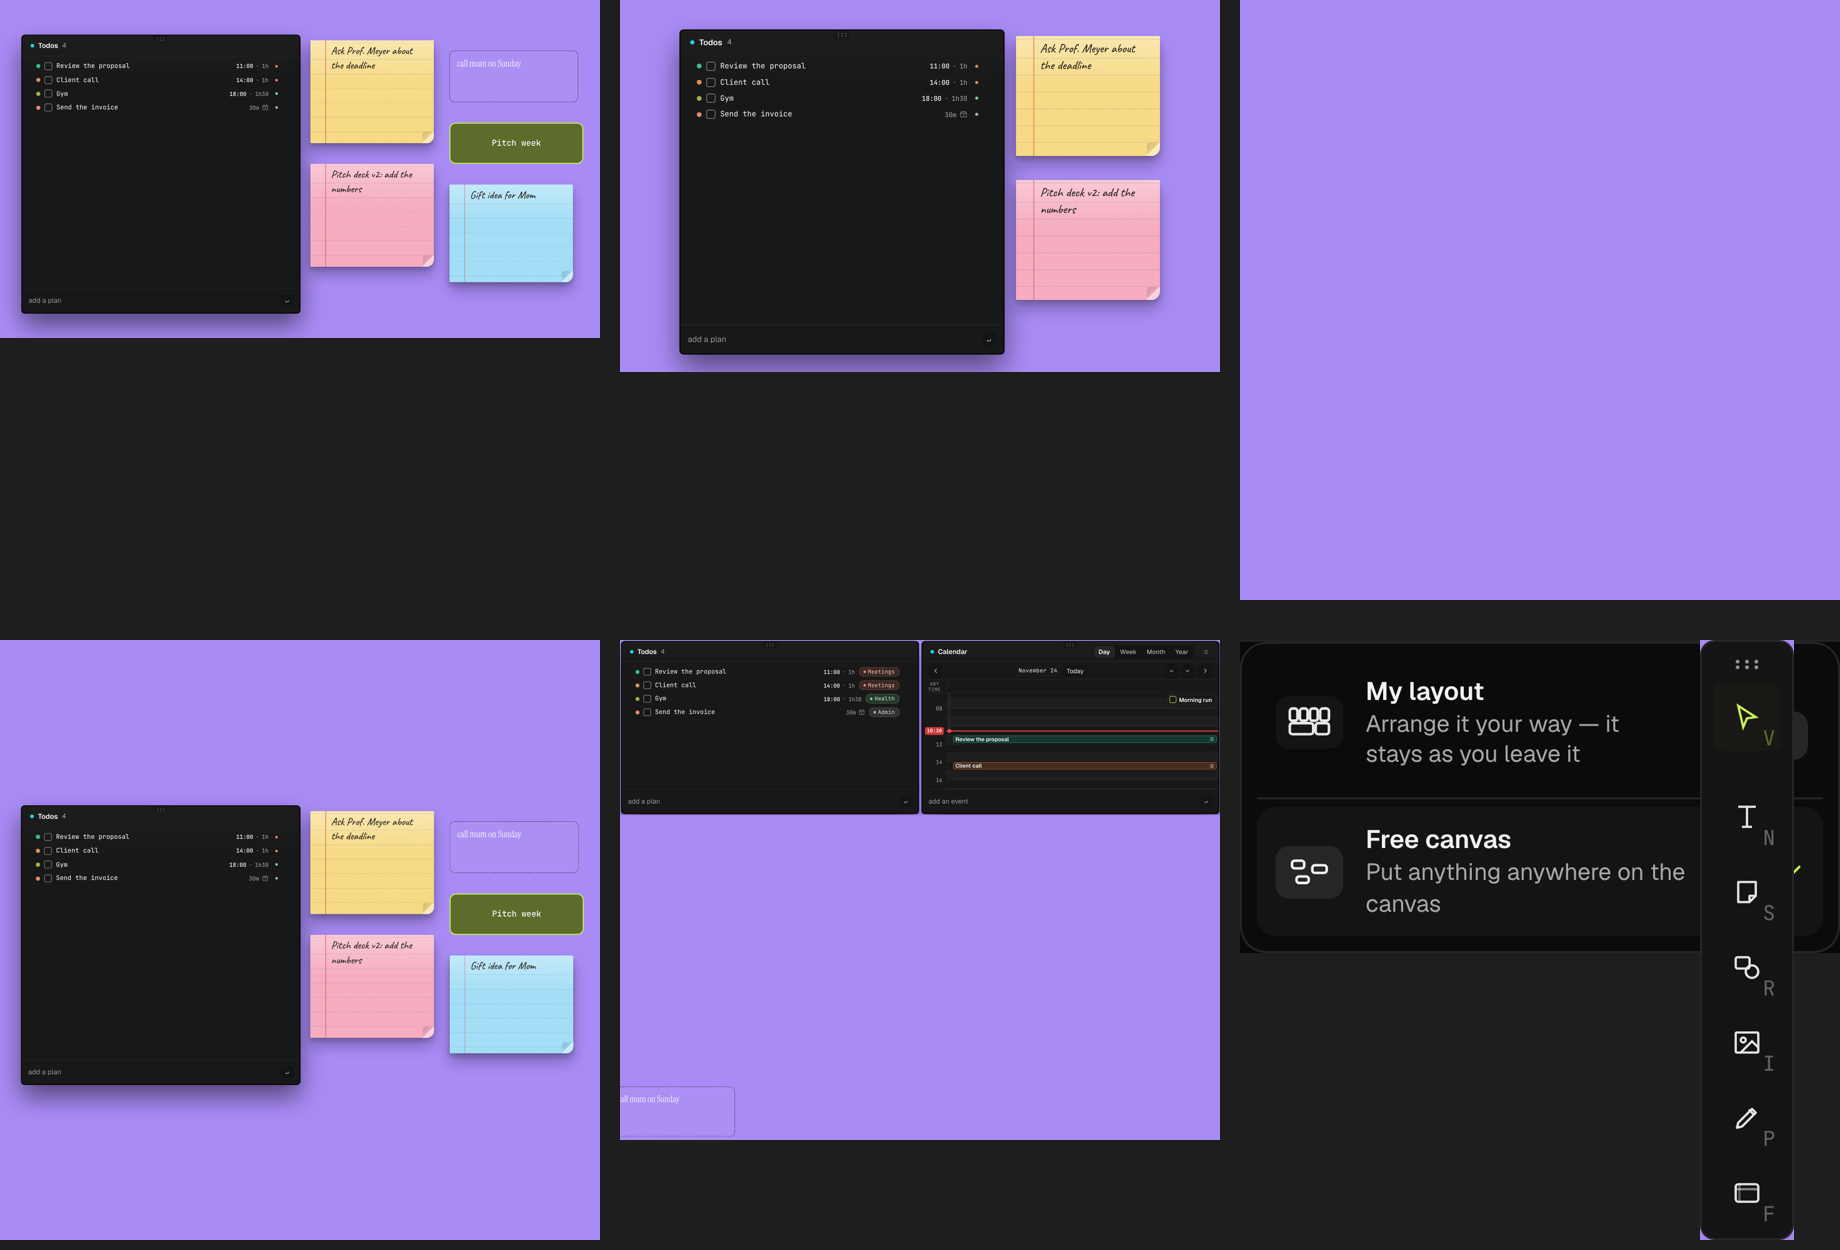 Todos 4
Review the proposal 11:00 · 1h
Client call 14:00 · 1h
Gym 18:00 · 1h30
Send the invoice 30m
add a plan
Ask Prof. Meyer about
the deadline
Pitch deck v2: add the
numbers
call mum on Sunday
Pitch week
Gift idea for Mom
Todos 4
Review the proposal 11:00 · 1h
Client call 14:00 · 1h
Gym 18:00 · 1h30
Send the invoice 30m
add a plan
Ask Prof. Meyer about
the deadline
Pitch deck v2: add the
numbers
Todos 4
Review the proposal 11:00 · 1h
Client call 14:00 · 1h
Gym 18:00 · 1h30
Send the invoice 30m
add a plan
Ask Prof. Meyer about
the deadline
Pitch deck v2: add the
numbers
call mum on Sunday
Pitch week
Gift idea for Mom
Todos 4
Review the proposal 11:00 · 1h Meetings
Client call 14:00 · 1h Meetings
Gym 18:00 · 1h30 Health
Send the invoice 30m Admin
add a plan
Calendar Day Week Month Year
November 24 Today
ANY
TIME
Morning run
08
10:30
Review the proposal
12
14
Client call
16
add an event
all mum on Sunday
My layout
Arrange it your way — it
stays as you leave it
Free canvas
Put anything anywhere on the
canvas
V
N
S
R
I
P
F